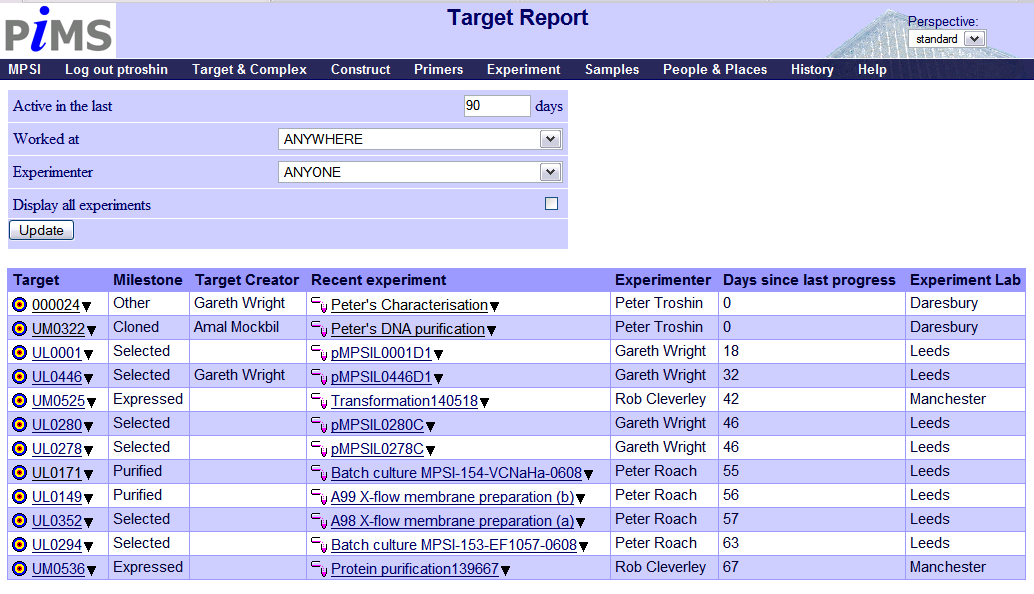 PiMS
Target Report
Perspective:
standard
MPSI Log out ptroshin Target & Complex Construct Primers Experiment Samples People & Places History Help
Active in the last 90 days
Worked at ANYWHERE
Experimenter ANYONE
Display all experiments
Update
Target Milestone Target Creator Recent experiment Experimenter Days since last progress Experiment Lab
000024 Other Gareth Wright Peter's Characterisation Peter Troshin 0 Daresbury
UM0322 Cloned Amal Mockbil Peter's DNA purification Peter Troshin 0 Daresbury
UL0001 Selected pMPSIL0001D1 Gareth Wright 18 Leeds
UL0446 Selected Gareth Wright pMPSIL0446D1 Gareth Wright 32 Leeds
UM0525 Expressed Transformation140518 Rob Cleverley 42 Manchester
UL0280 Selected pMPSIL0280C Gareth Wright 46 Leeds
UL0278 Selected pMPSIL0278C Gareth Wright 46 Leeds
UL0171 Purified Batch culture MPSI-154-VCNaHa-0608 Peter Roach 55 Leeds
UL0149 Purified A99 X-flow membrane preparation (b) Peter Roach 56 Leeds
UL0352 Selected A98 X-flow membrane preparation (a) Peter Roach 57 Leeds
UL0294 Selected Batch culture MPSI-153-EF1057-0608 Peter Roach 63 Leeds
UM0536 Expressed Protein purification139667 Rob Cleverley 67 Manchester